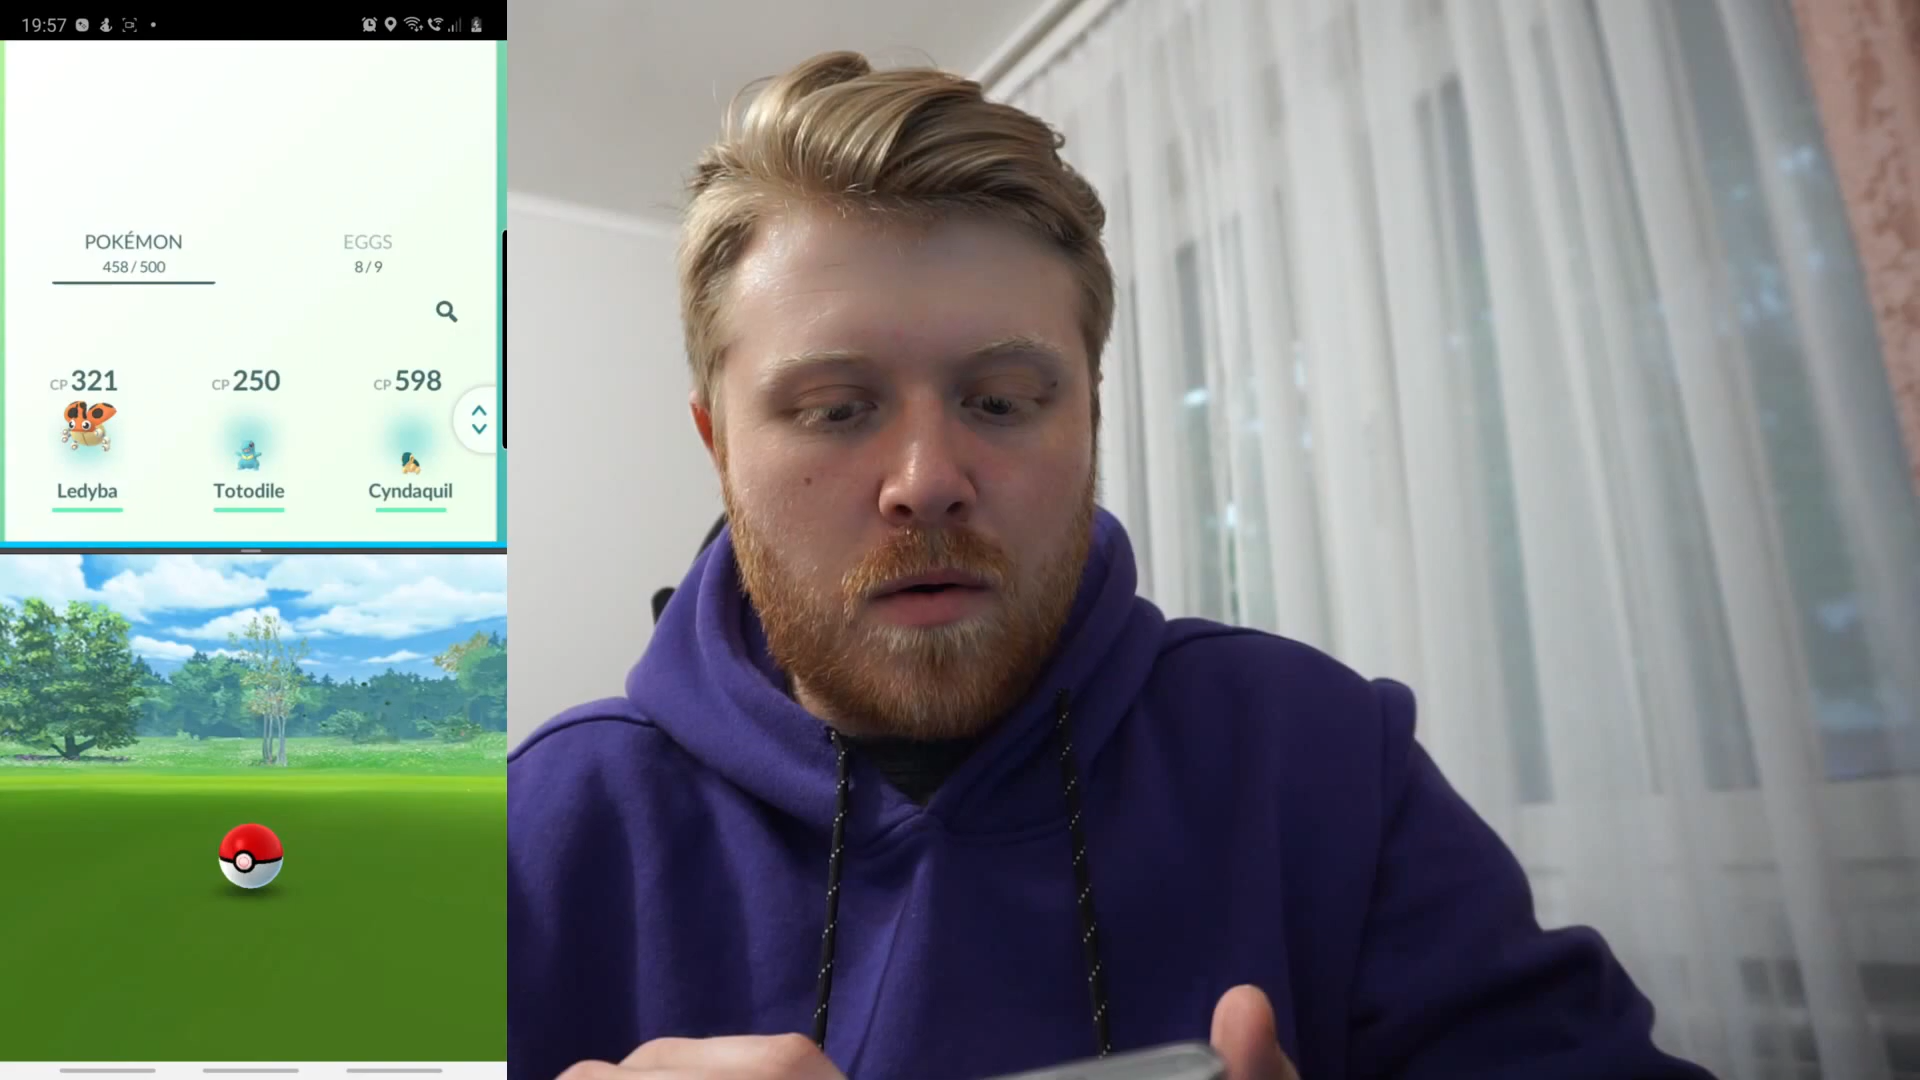 19:57
POKÉMON
EGGS
458 / 500
8 / 9
CP 321
CP 250
CP 598
Ledyba
Totodile
Cyndaquil